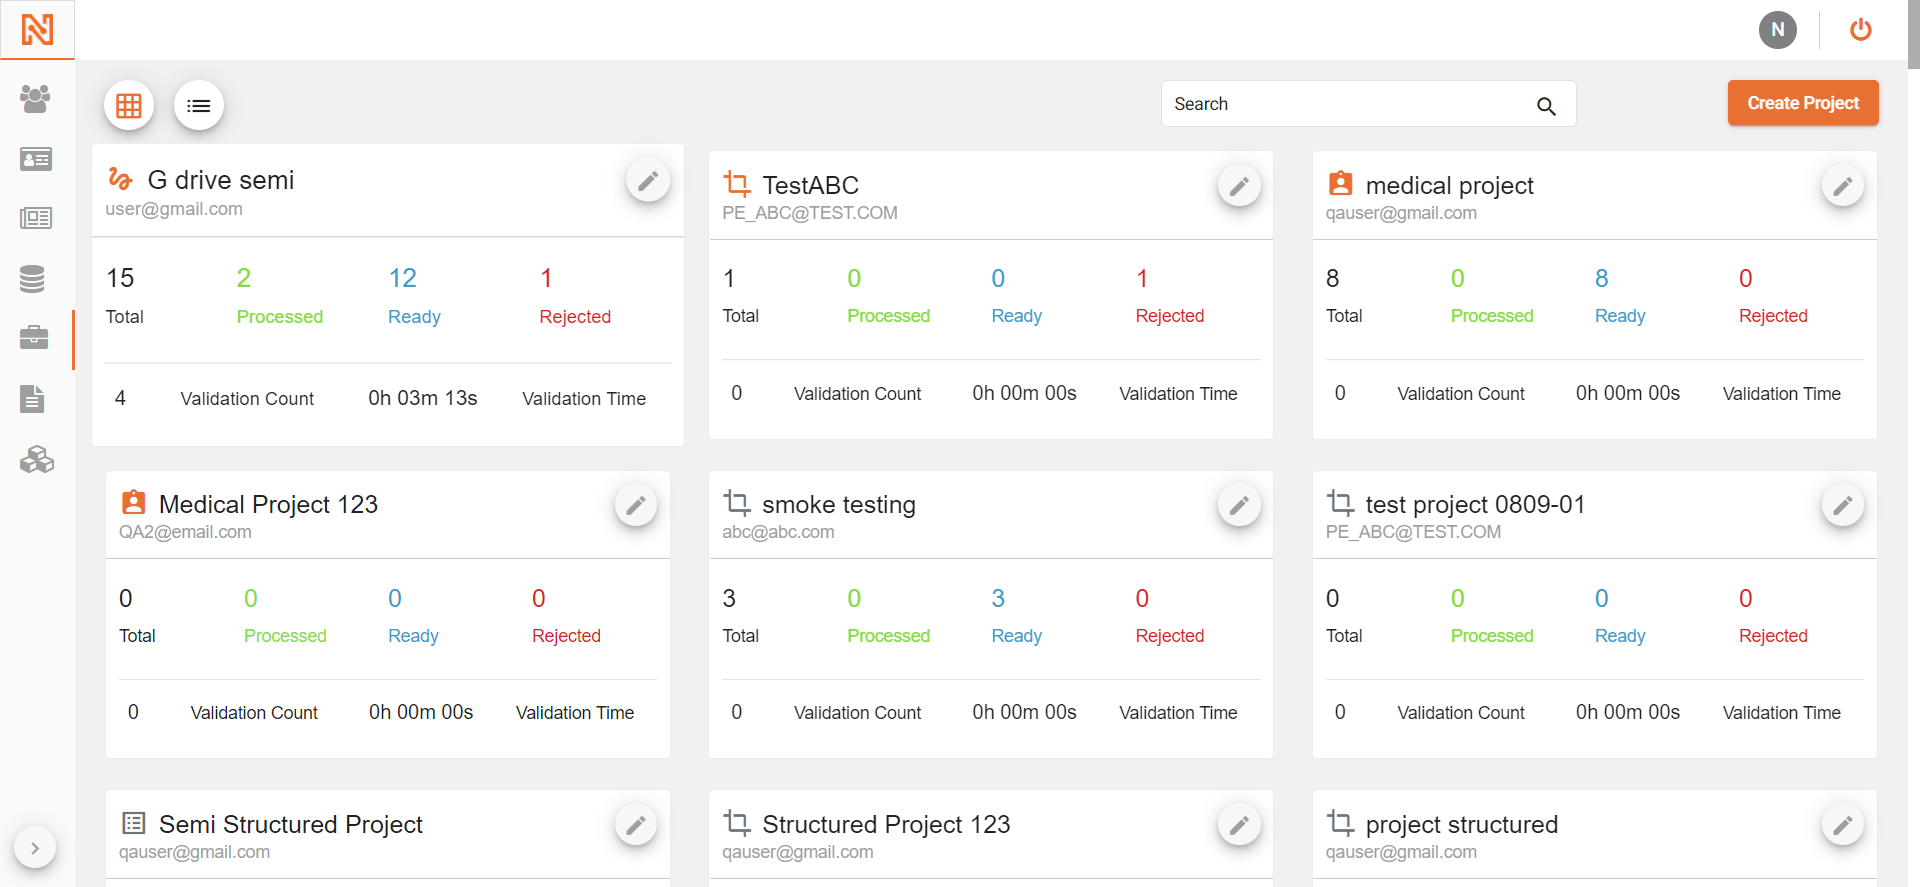 N
Search
Create Project
G drive semi
user@gmail.com
15 2 12 1
Total Processed Ready Rejected
4 Validation Count 0h 03m 13s Validation Time
TestABC
PE_ABC@TEST.COM
1 0 0 1
Total Processed Ready Rejected
0 Validation Count 0h 00m 00s Validation Time
medical project
qauser@gmail.com
8 0 8 0
Total Processed Ready Rejected
0 Validation Count 0h 00m 00s Validation Time
Medical Project 123
QA2@email.com
0 0 0 0
Total Processed Ready Rejected
0 Validation Count 0h 00m 00s Validation Time
smoke testing
abc@abc.com
3 0 3 0
Total Processed Ready Rejected
0 Validation Count 0h 00m 00s Validation Time
test project 0809-01
PE_ABC@TEST.COM
0 0 0 0
Total Processed Ready Rejected
0 Validation Count 0h 00m 00s Validation Time
Semi Structured Project
qauser@gmail.com
Structured Project 123
qauser@gmail.com
project structured
qauser@gmail.com